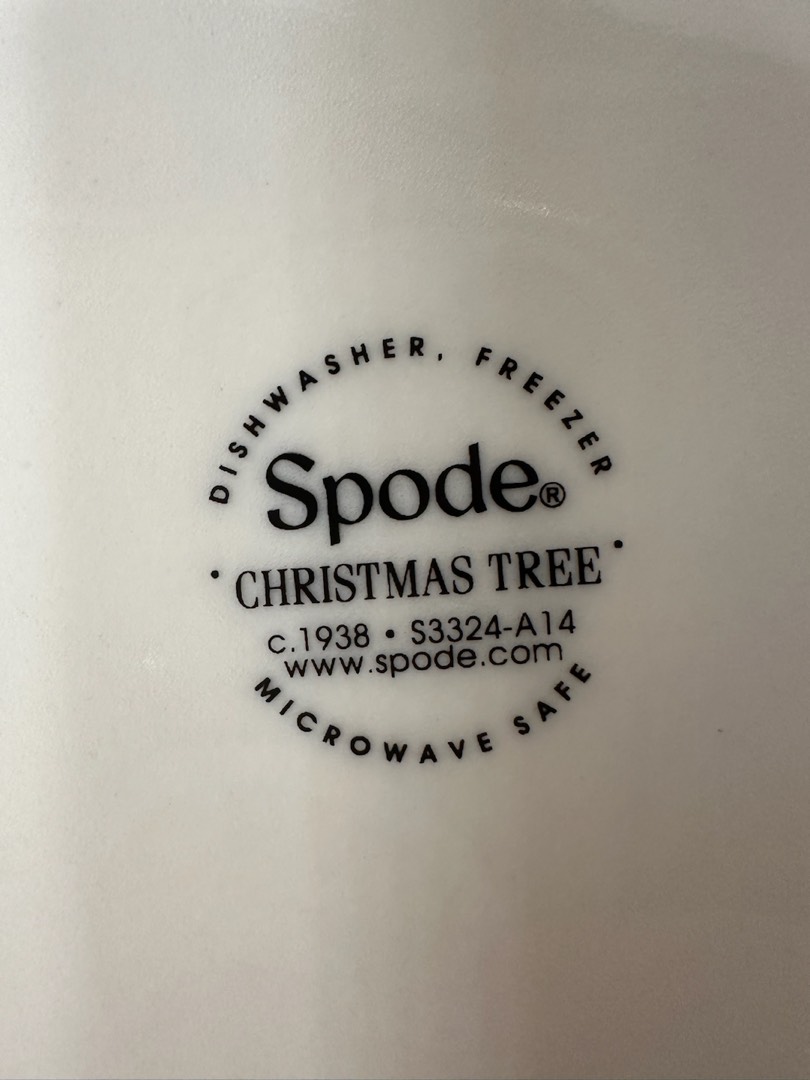 DISHWASHER, FREEZER
Spode®
· CHRISTMAS TREE ·
c.1938 • S3324-A14
www.spode.com
MICROWAVE SAFE